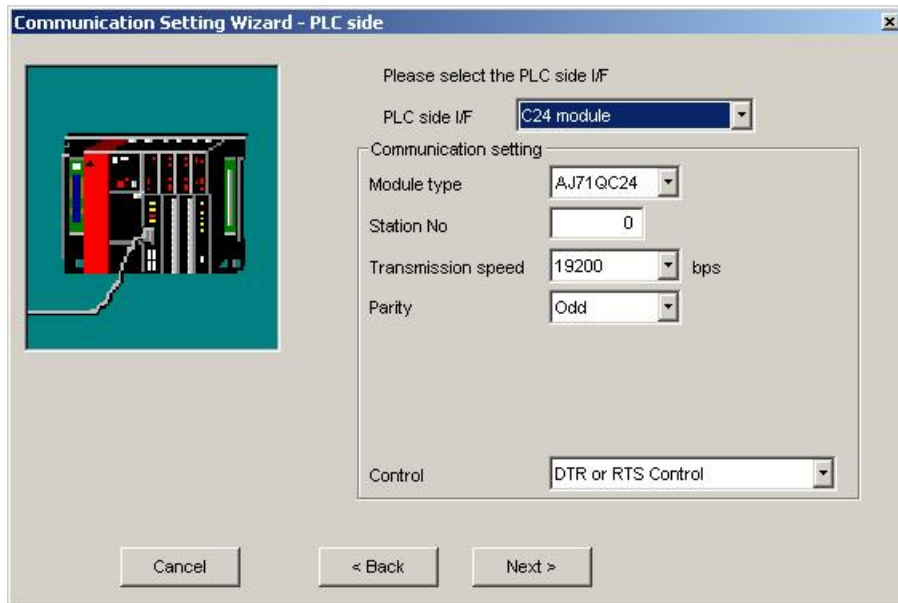 Communication Setting Wizard - PLC side
Please select the PLC side I/F
PLC side I/F C24 module
Communication setting
Module type AJ71QC24
Station No 0
Transmission speed 19200 bps
Parity Odd
Control DTR or RTS Control
Cancel < Back Next >